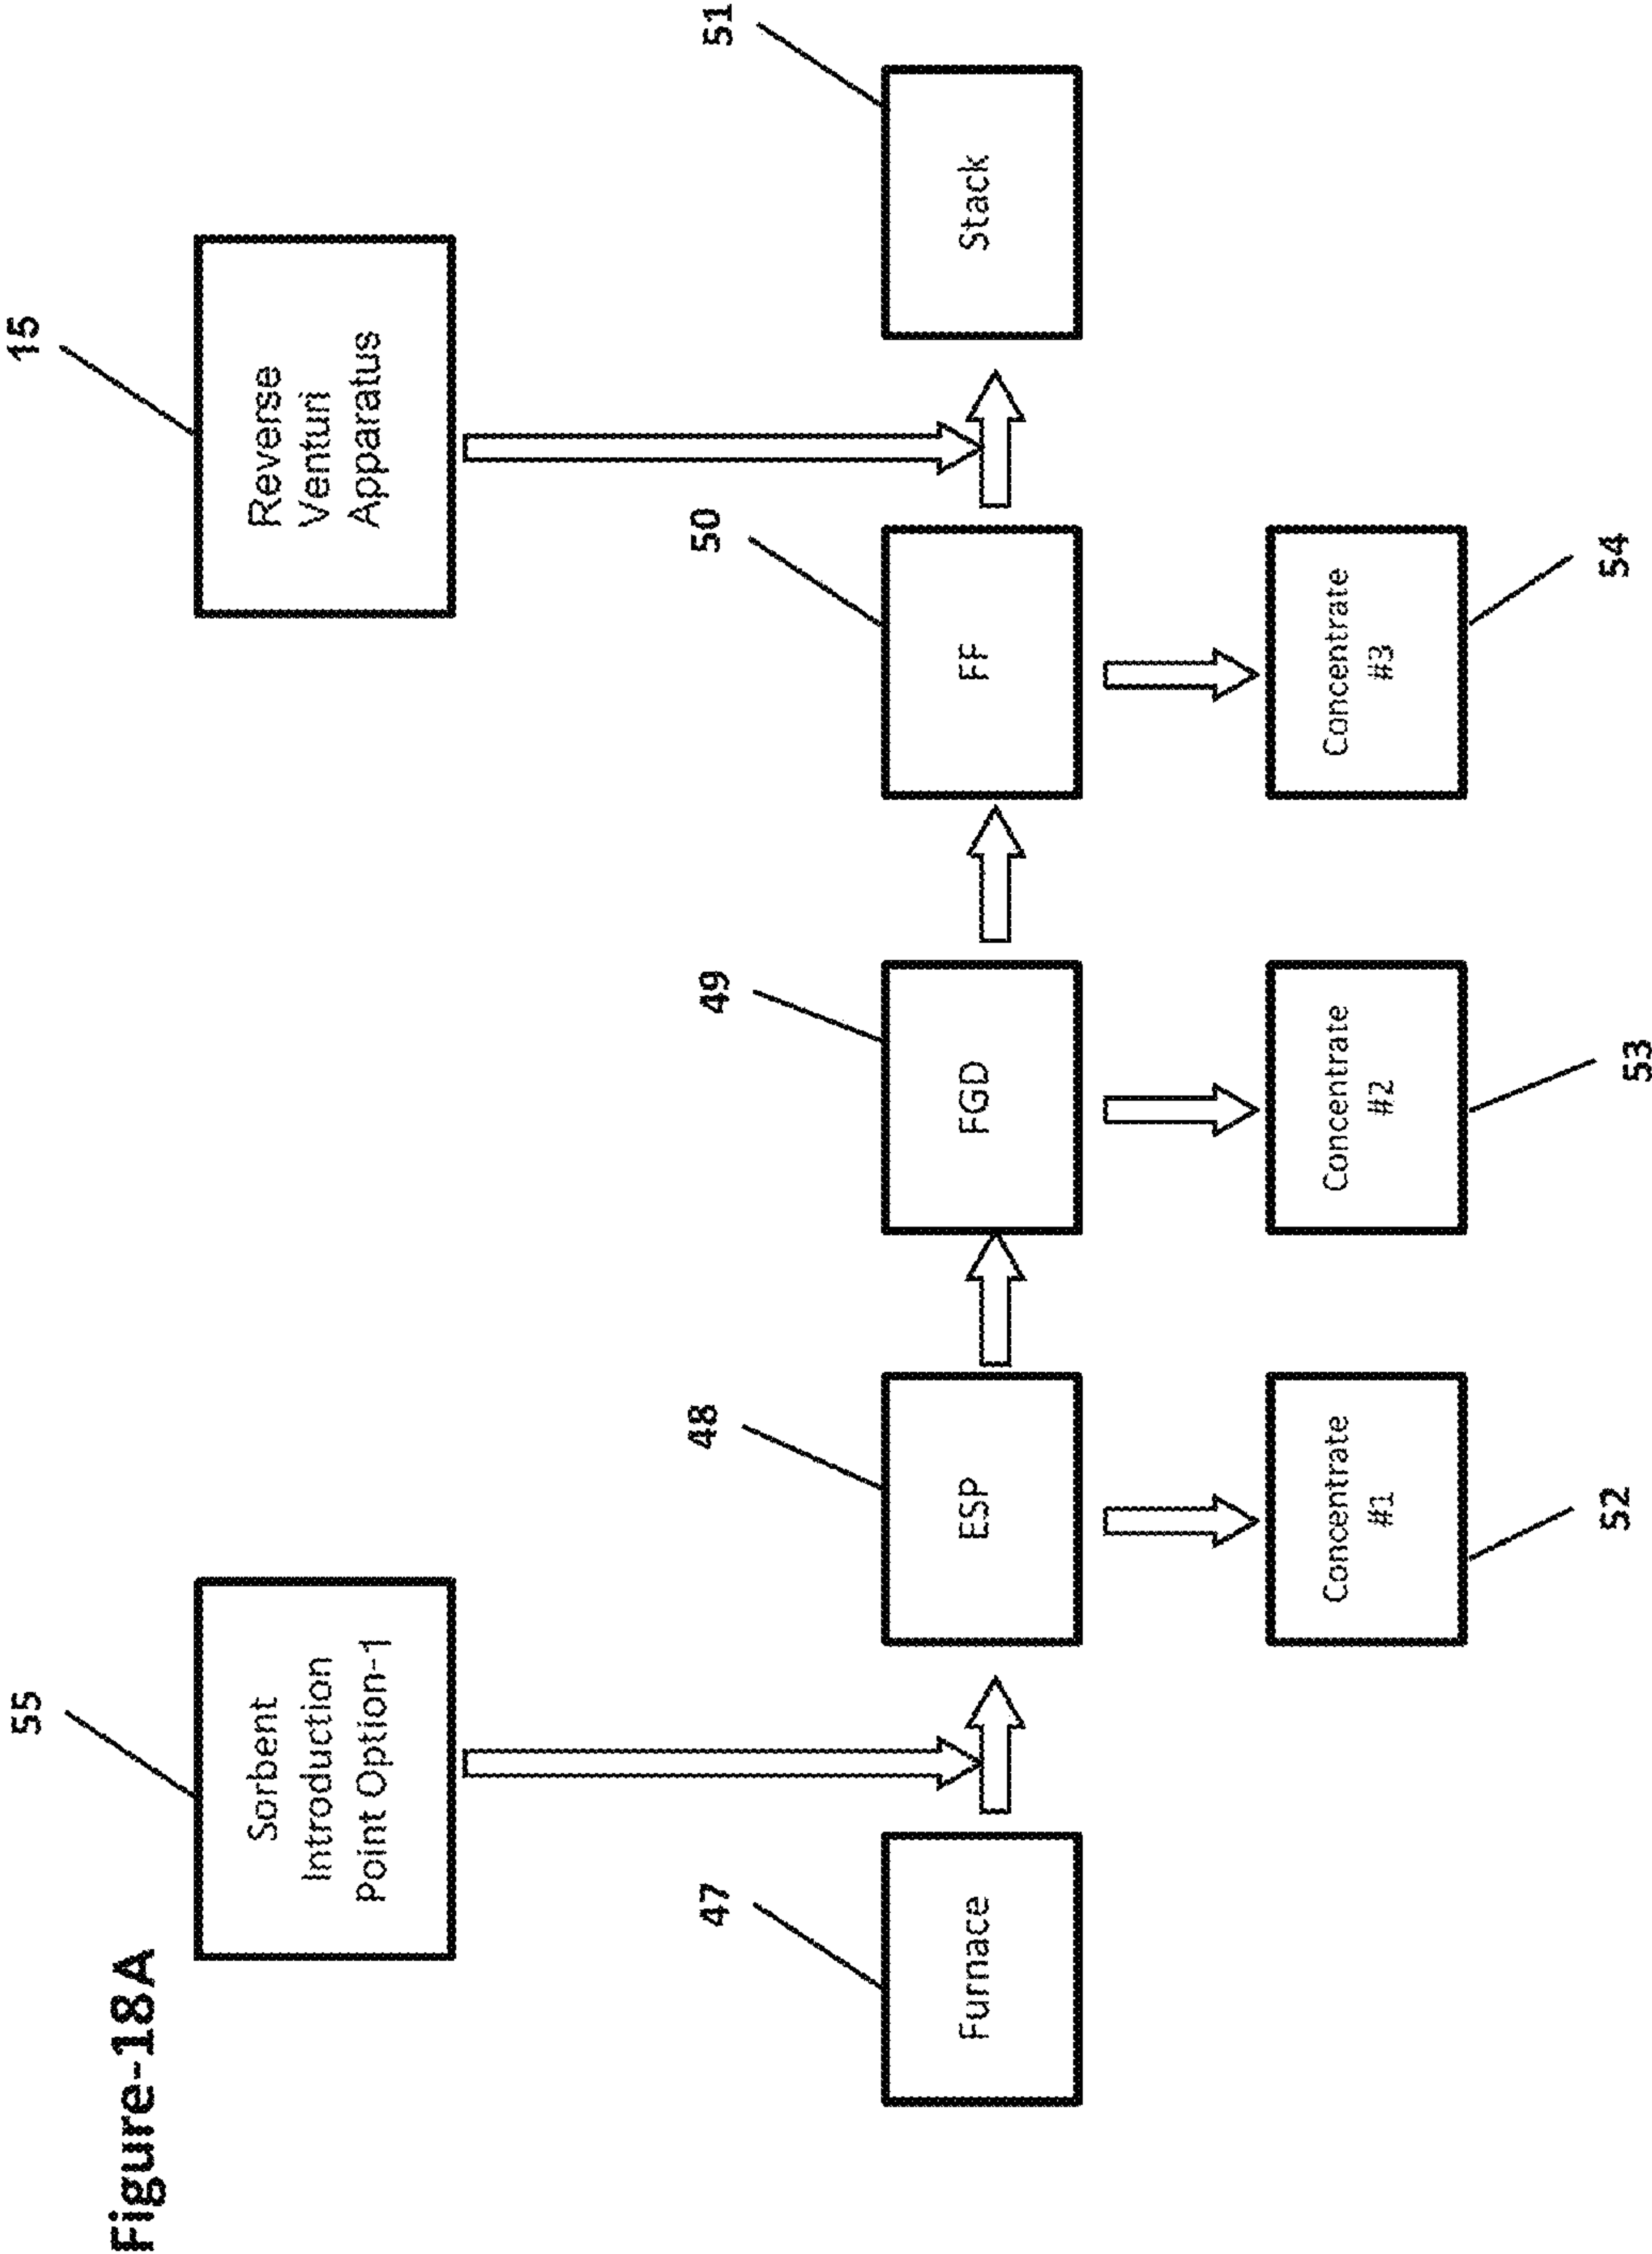 Figure-18A
55
Sorbent
Introduction
Point Option-1
15
Reverse
Venturi
Apparatus
47
Furnace
48
ESP
49
FGD
50
FF
51
Stack
Concentrate
#1
52
Concentrate
#2
53
Concentrate
#3
54